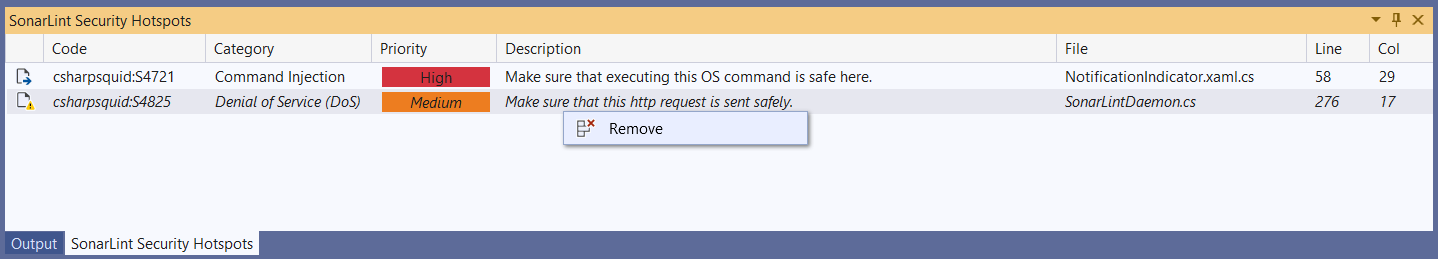 SonarLint Security Hotspots
Code Category Priority Description File Line Col
csharpsquid:S4721 Command Injection High Make sure that executing this OS command is safe here. NotificationIndicator.xaml.cs 58 29
csharpsquid:S4825 Denial of Service (DoS) Medium Make sure that this http request is sent safely. SonarLintDaemon.cs 276 17
Remove
Output SonarLint Security Hotspots